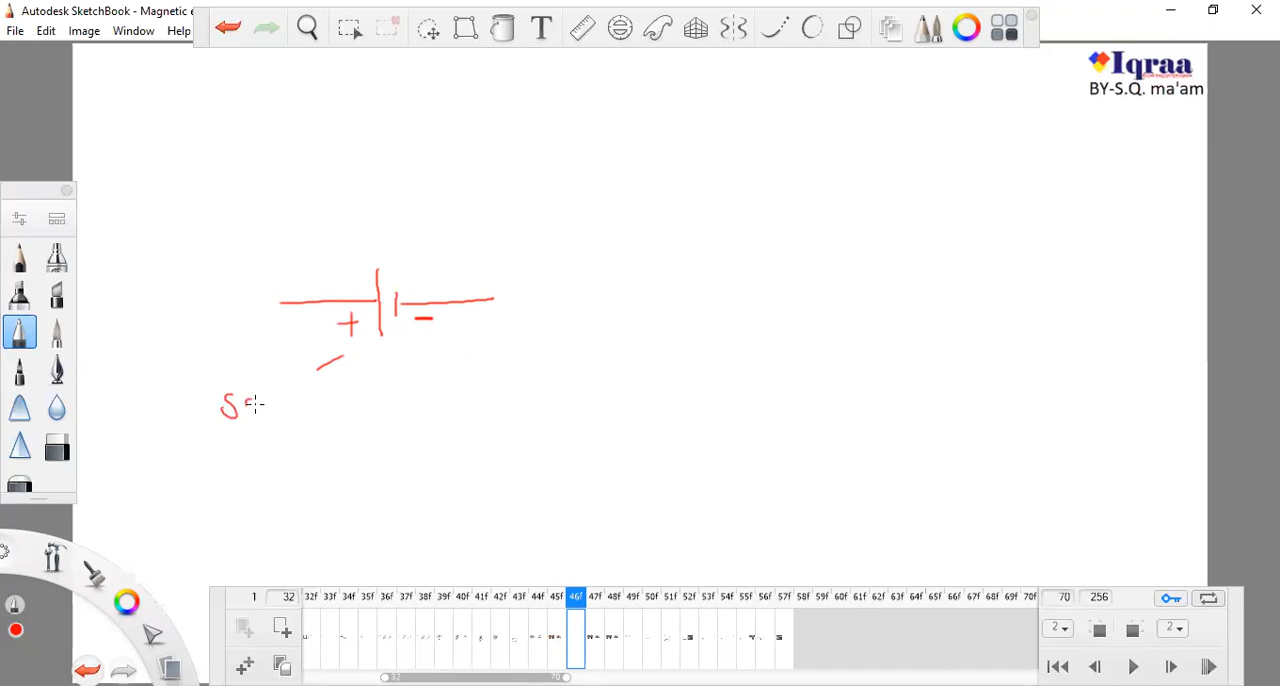 Autodesk SketchBook - Magnetic e
File Edit Image Window Help
T
Iqraa
BY-S.Q. ma'am
+ -
S
1 32 32f 33f 34f 35f 36f 37f 38f 39f 40f 41f 42f 43f 44f 45f 46f 47f 48f 49f 50f 51f 52f 53f 54f 55f 56f 57f 58f 59f 60f 61f 62f 63f 64f 65f 66f 67f 68f 69f 70f 70 256
2 2
32 70